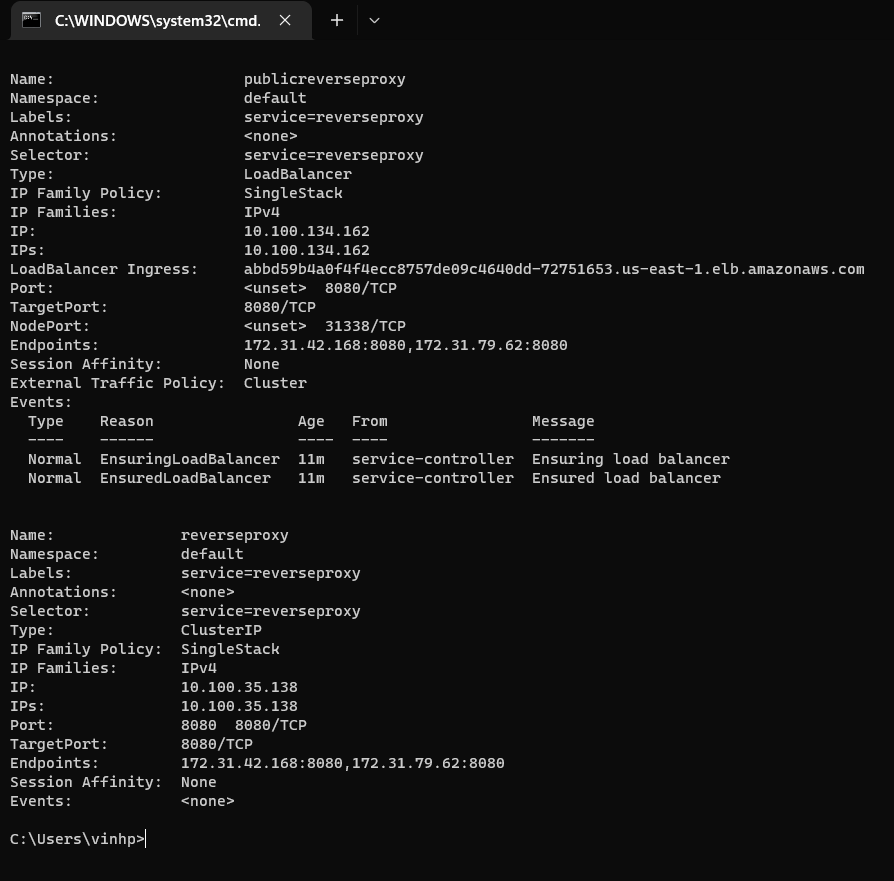 C:\WINDOWS\system32\cmd.
Name:                     publicreverseproxy
Namespace:                default
Labels:                   service=reverseproxy
Annotations:              <none>
Selector:                 service=reverseproxy
Type:                     LoadBalancer
IP Family Policy:         SingleStack
IP Families:              IPv4
IP:                       10.100.134.162
IPs:                      10.100.134.162
LoadBalancer Ingress:     abbd59b4a0f4f4ecc8757de09c4640dd-72751653.us-east-1.elb.amazonaws.com
Port:                     <unset>  8080/TCP
TargetPort:               8080/TCP
NodePort:                 <unset>  31338/TCP
Endpoints:                172.31.42.168:8080,172.31.79.62:8080
Session Affinity:         None
External Traffic Policy:  Cluster
Events:
  Type    Reason                Age   From                Message
  ----    ------                ----  ----                -------
  Normal  EnsuringLoadBalancer  11m   service-controller  Ensuring load balancer
  Normal  EnsuredLoadBalancer   11m   service-controller  Ensured load balancer
Name:              reverseproxy
Namespace:         default
Labels:            service=reverseproxy
Annotations:       <none>
Selector:          service=reverseproxy
Type:              ClusterIP
IP Family Policy:  SingleStack
IP Families:       IPv4
IP:                10.100.35.138
IPs:               10.100.35.138
Port:              8080  8080/TCP
TargetPort:        8080/TCP
Endpoints:         172.31.42.168:8080,172.31.79.62:8080
Session Affinity:  None
Events:            <none>
C:\Users\vinhp>